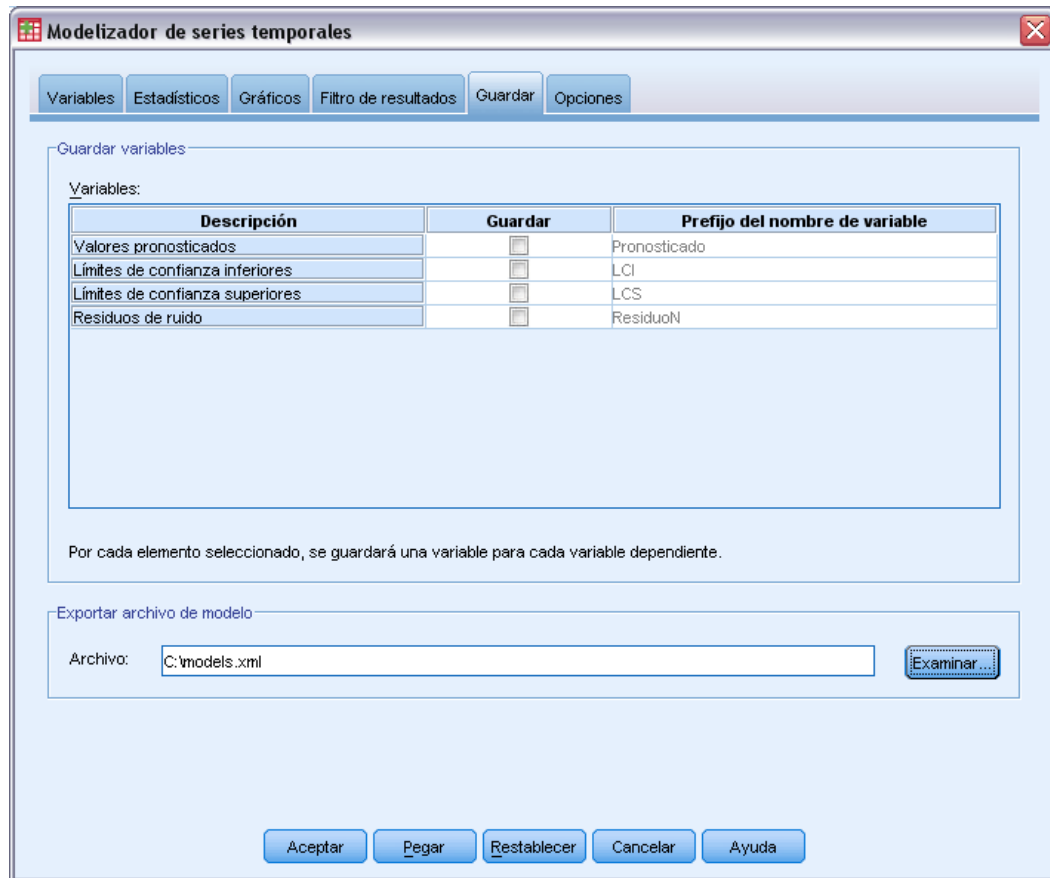 Modelizador de series temporales
Variables Estadísticos Gráficos Filtro de resultados Guardar Opciones
Guardar variables
Variables:
Descripción Guardar Prefijo del nombre de variable
Valores pronosticados Pronosticado
Límites de confianza inferiores LCI
Límites de confianza superiores LCS
Residuos de ruido ResiduoN
Por cada elemento seleccionado, se guardará una variable para cada variable dependiente.
Exportar archivo de modelo
Archivo: C:\models.xml Examinar...
Aceptar Pegar Restablecer Cancelar Ayuda